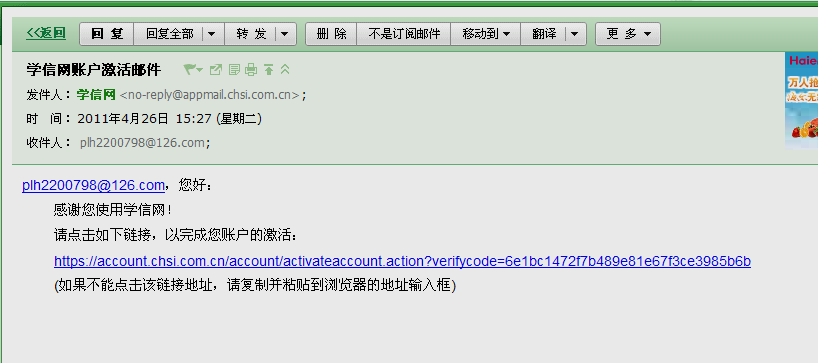 <<返回 回 复 回复全部 转 发 删 除 不是订阅邮件 移动到 翻译 更 多
学信网账户激活邮件
发件人：学信网 <no-reply@appmail.chsi.com.cn>;
时 间：2011年4月26日 15:27 (星期二)
收件人： plh2200798@126.com;
Haie
万人抢
plh2200798@126.com，您好：
感谢您使用学信网！
请点击如下链接，以完成您账户的激活：
https://account.chsi.com.cn/account/activateaccount.action?verifycode=6e1bc1472f7b489e81e67f3ce3985b6b
(如果不能点击该链接地址，请复制并粘贴到浏览器的地址输入框)